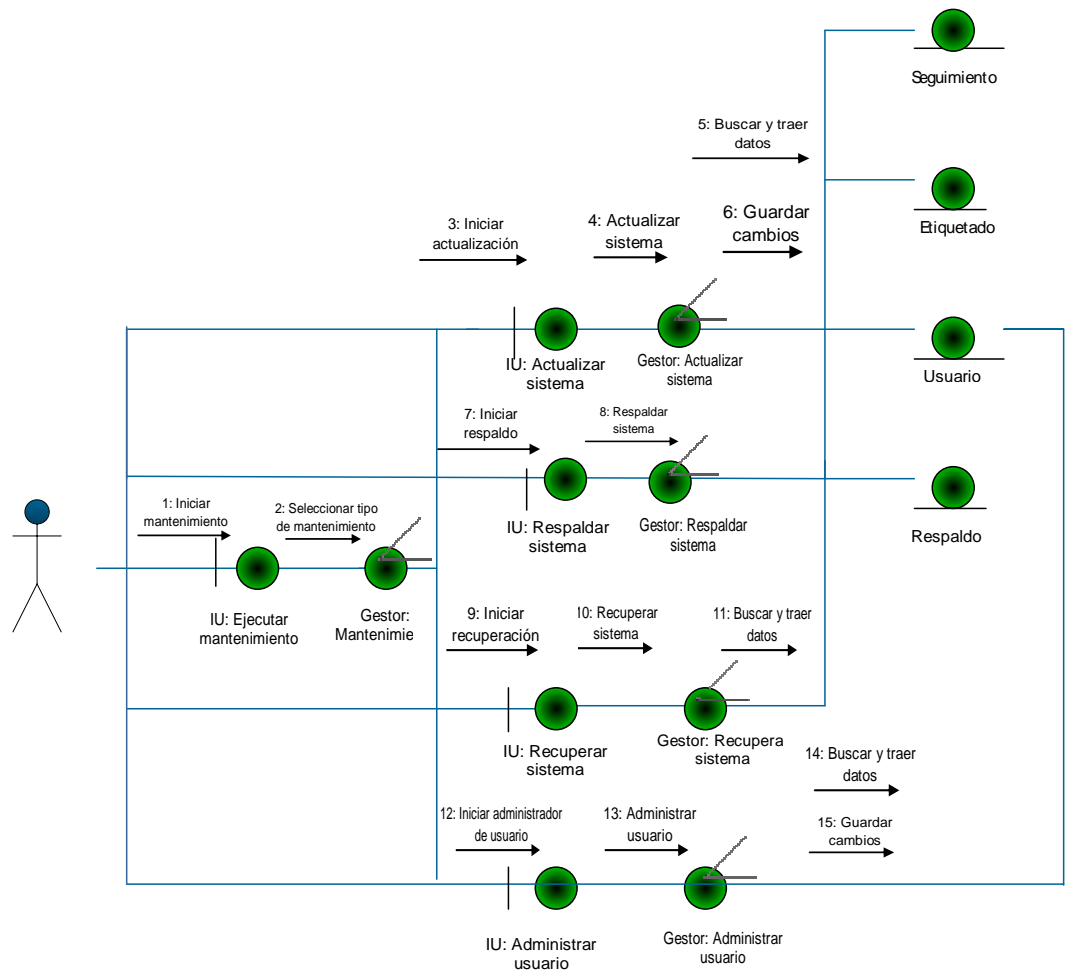 Seguimiento
5: Buscar y traer
datos
6: Guardar
cambios
Etiquetado
3: Iniciar
actualización
4: Actualizar
sistema
IU: Actualizar
sistema
Gestor: Actualizar
sistema
Usuario
7: Iniciar
respaldo
8: Respaldar
sistema
IU: Respaldar
sistema
Gestor: Respaldar
sistema
Respaldo
1: Iniciar
mantenimiento
2: Seleccionar tipo
de mantenimiento
IU: Ejecutar
mantenimiento
Gestor:
Mantenimie
9: Iniciar
recuperación
10: Recuperar
sistema
11: Buscar y traer
datos
IU: Recuperar
sistema
Gestor: Recupera
sistema
14: Buscar y traer
datos
12: Iniciar administrador
de usuario
13: Administrar
usuario
15: Guardar
cambios
IU: Administrar
usuario
Gestor: Administrar
usuario